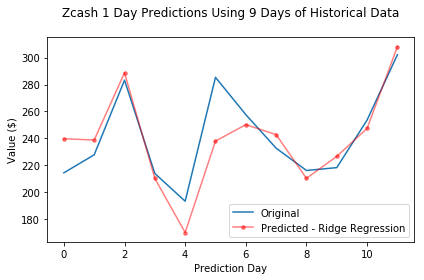 Zcash 1 Day Predictions Using 9 Days of Historical Data
300
280
260
240
220
200
180
Value ($)
0
2
4
6
8
10
Prediction Day
Original
Predicted - Ridge Regression